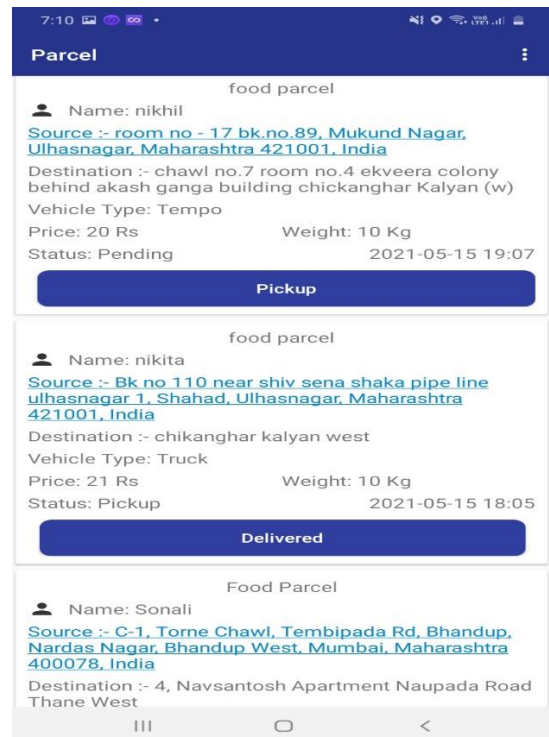 7:10
Parcel
food parcel
Name: nikhil
Source :- room no - 17 bk.no.89, Mukund Nagar,
Ulhasnagar, Maharashtra 421001, India
Destination :- chawl no.7 room no.4 ekveera colony
behind akash ganga building chickanghar Kalyan (w)
Vehicle Type: Tempo
Price: 20 Rs Weight: 10 Kg
Status: Pending 2021-05-15 19:07
Pickup
food parcel
Name: nikita
Source :- Bk no 110 near shiv sena shaka pipe line
ulhasnagar 1, Shahad, Ulhasnagar, Maharashtra
421001, India
Destination :- chikanghar kalyan west
Vehicle Type: Truck
Price: 21 Rs Weight: 10 Kg
Status: Pickup 2021-05-15 18:05
Delivered
Food Parcel
Name: Sonali
Source :- C-1, Torne Chawl, Tembipada Rd, Bhandup,
Nardas Nagar, Bhandup West, Mumbai, Maharashtra
400078, India
Destination :- 4, Navsantosh Apartment Naupada Road
Thane West